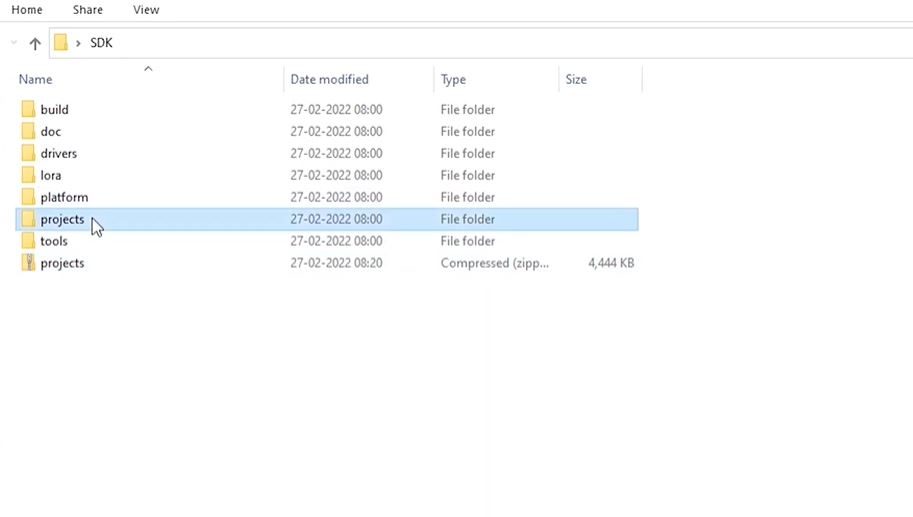 Home Share View
SDK
Name Date modified Type Size
build 27-02-2022 08:00 File folder
doc 27-02-2022 08:00 File folder
drivers 27-02-2022 08:00 File folder
lora 27-02-2022 08:00 File folder
platform 27-02-2022 08:00 File folder
projects 27-02-2022 08:00 File folder
tools 27-02-2022 08:00 File folder
projects 27-02-2022 08:20 Compressed (zipp... 4,444 KB